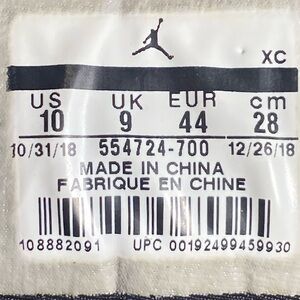 XC
US UK EUR cm
10 9 44 28
10/31/18 554724-700 12/26/18
MADE IN CHINA
FABRIQUE EN CHINE
108882091 UPC 00192499459930